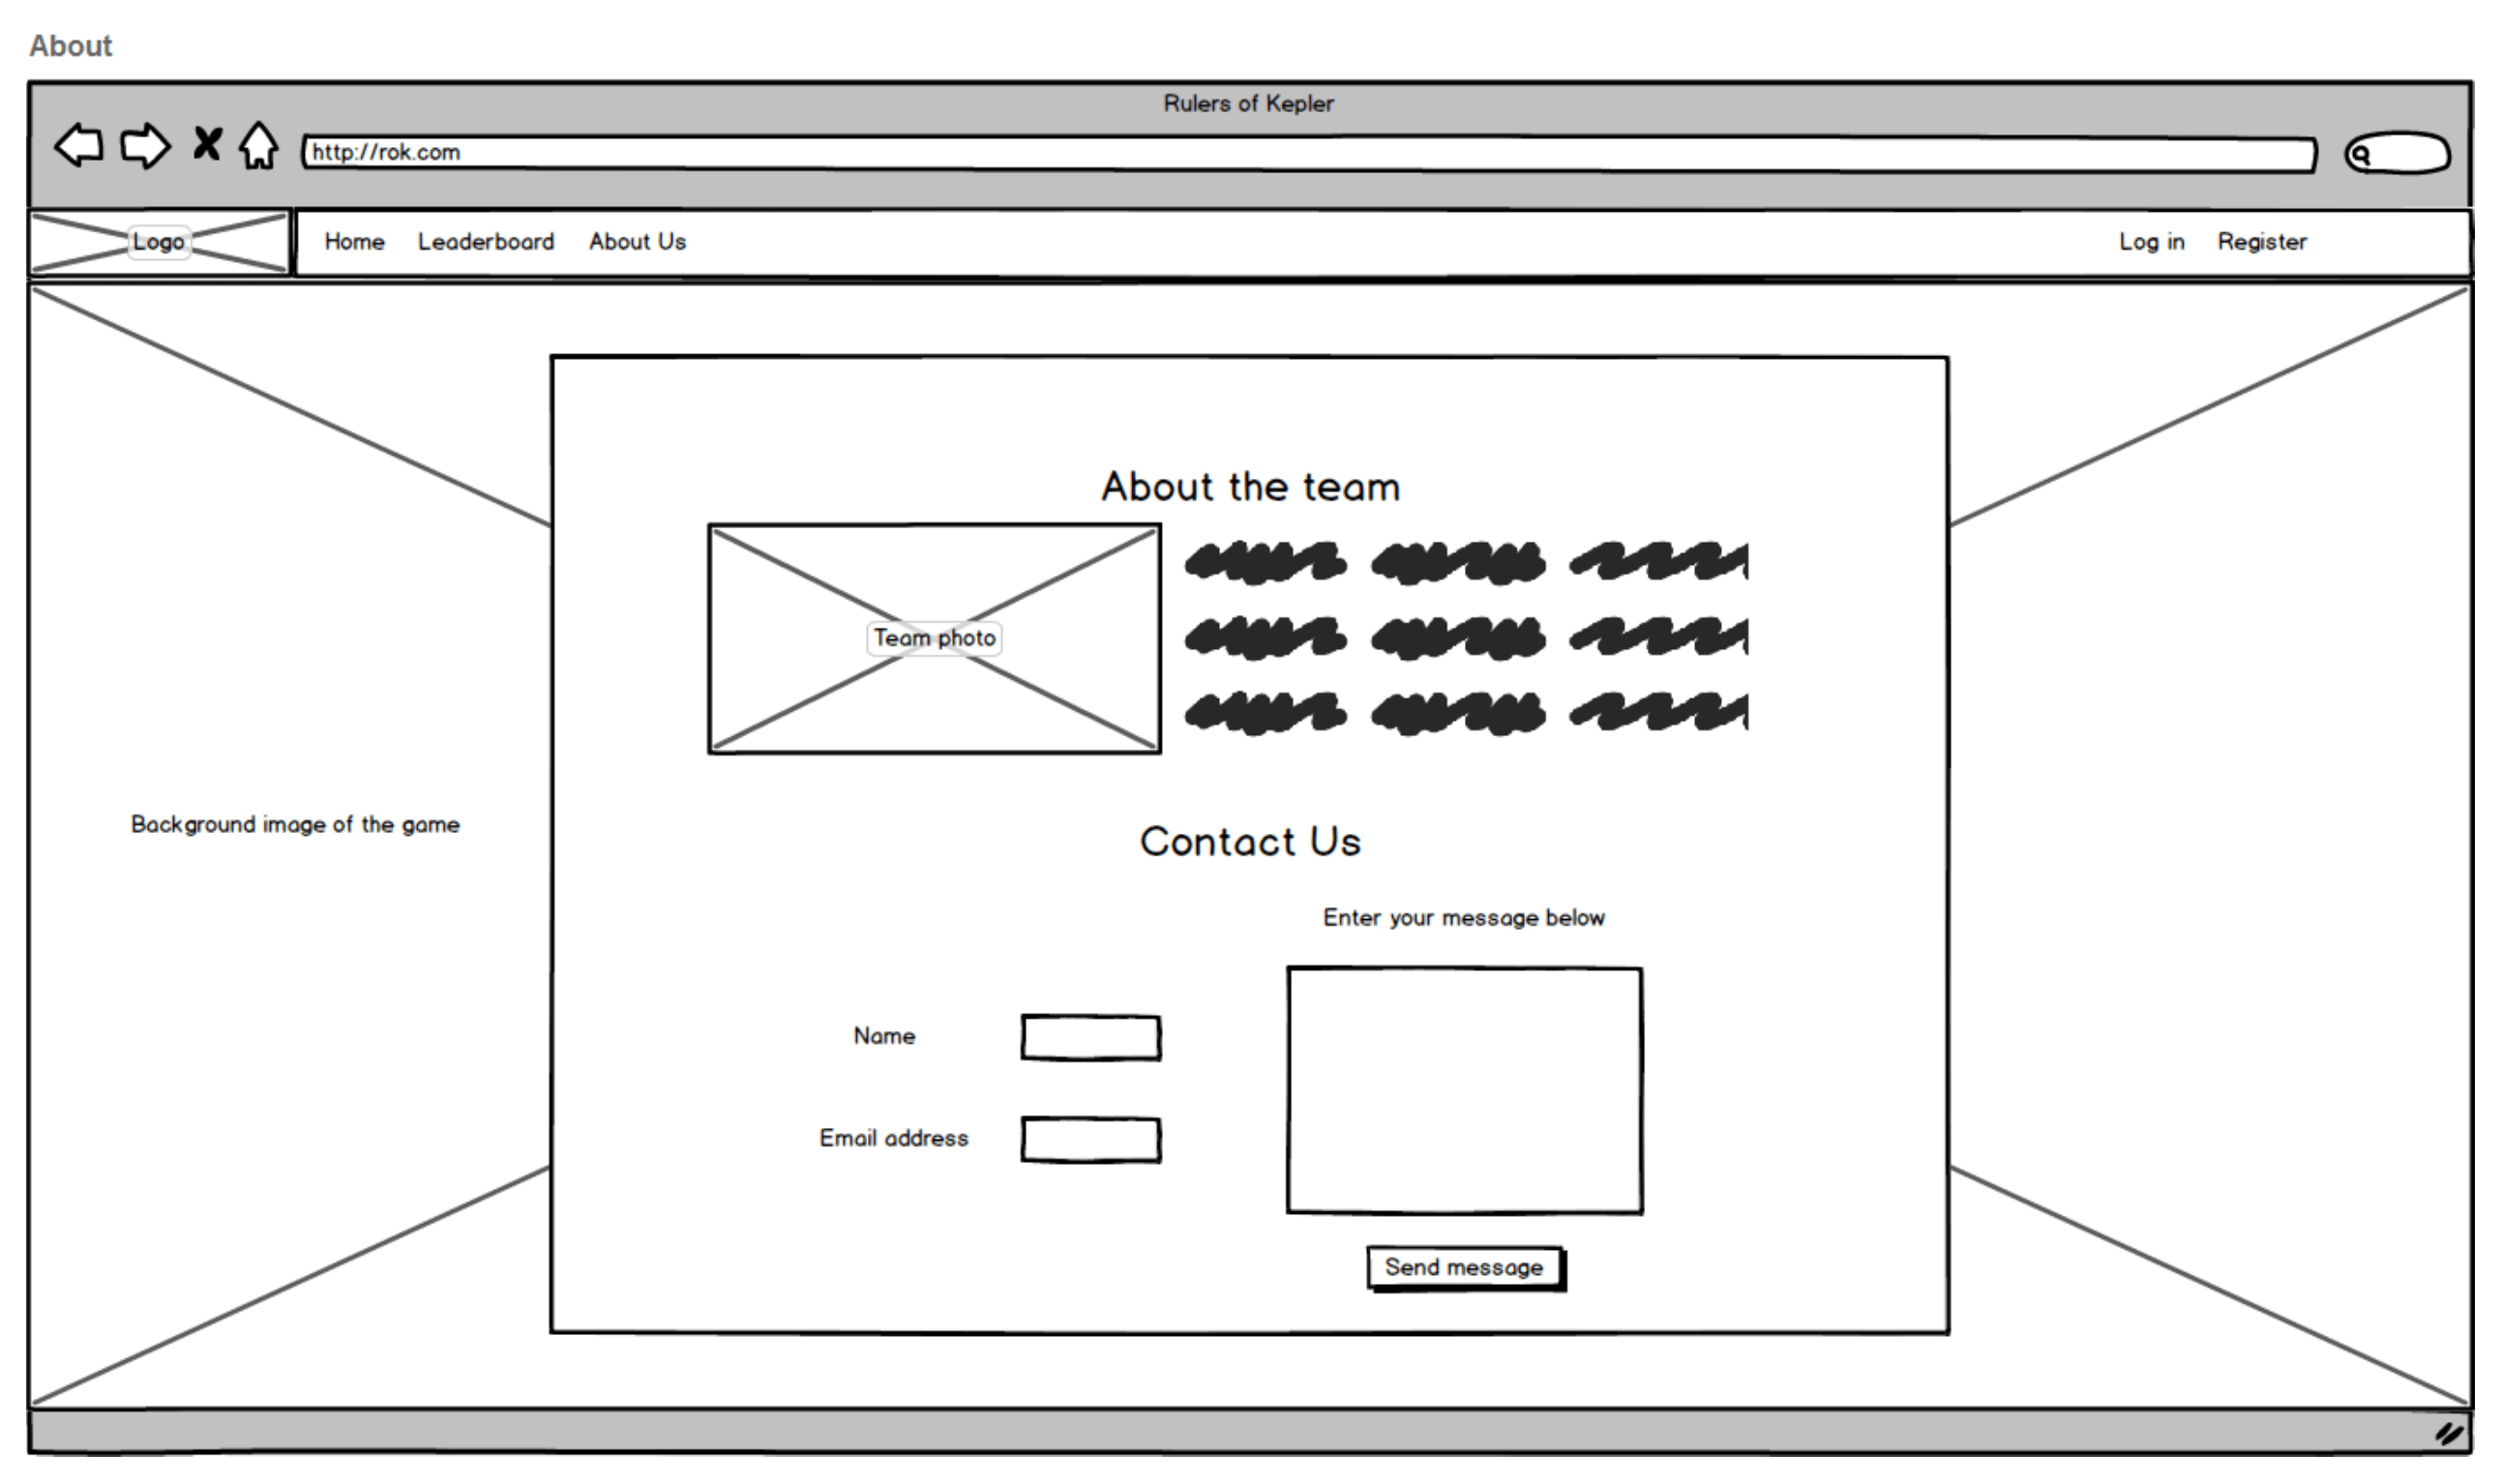 About
Rulers of Kepler
http://rok.com
Logo
Home Leaderboard About Us Log in Register
About the team
Team photo
Background image of the game
Contact Us
Enter your message below
Name
Email address
Send message